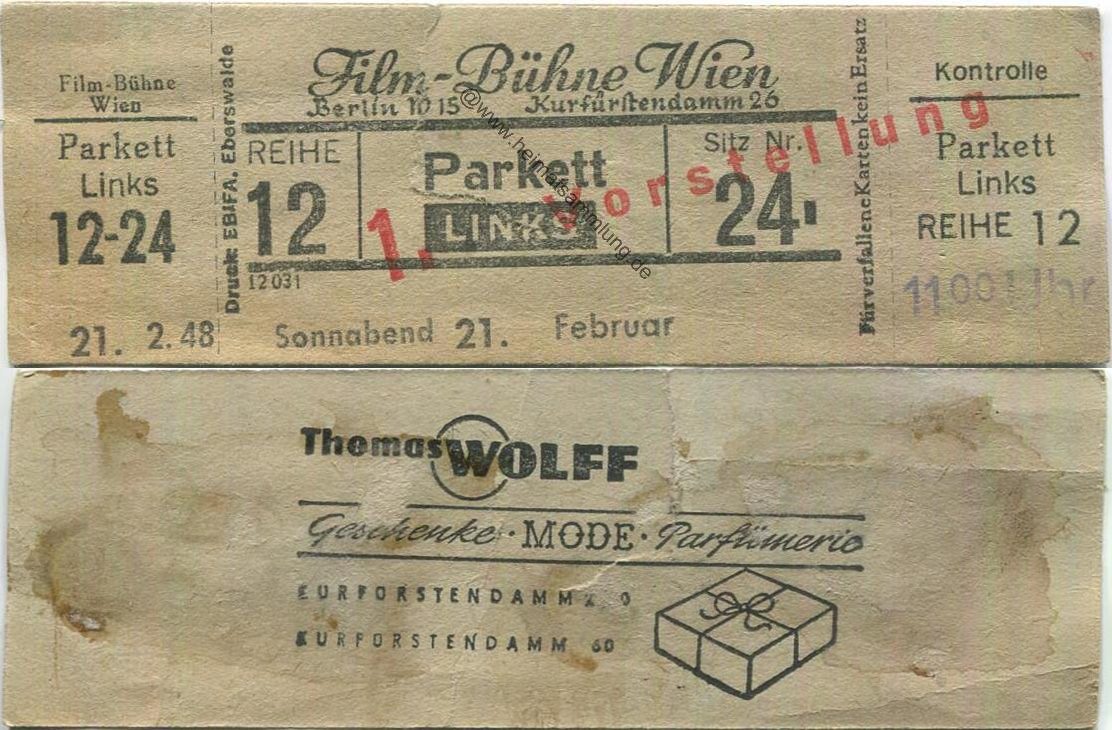 Film-Bühne
Wien
Parkett
Links
12-24
21. 2.48
Druck: EBIFA. Eberswalde
Film-Bühne Wien
Berlin W 15 Kurfürstendamm 26
REIHE
12
12031
Parkett
LINKS
Sitz Nr.
24
1. Vorstellung
Sonnabend 21. Februar
Für verfallene Karten kein Ersatz
Kontrolle
Parkett
Links
REIHE 12
11 00 Uhr
@www.heimatsammlung.de
Thomas WOLFF
Geschenke · MODE · Parfümerie
KURFÜRSTENDAMM
KURFÜRSTENDAMM 60